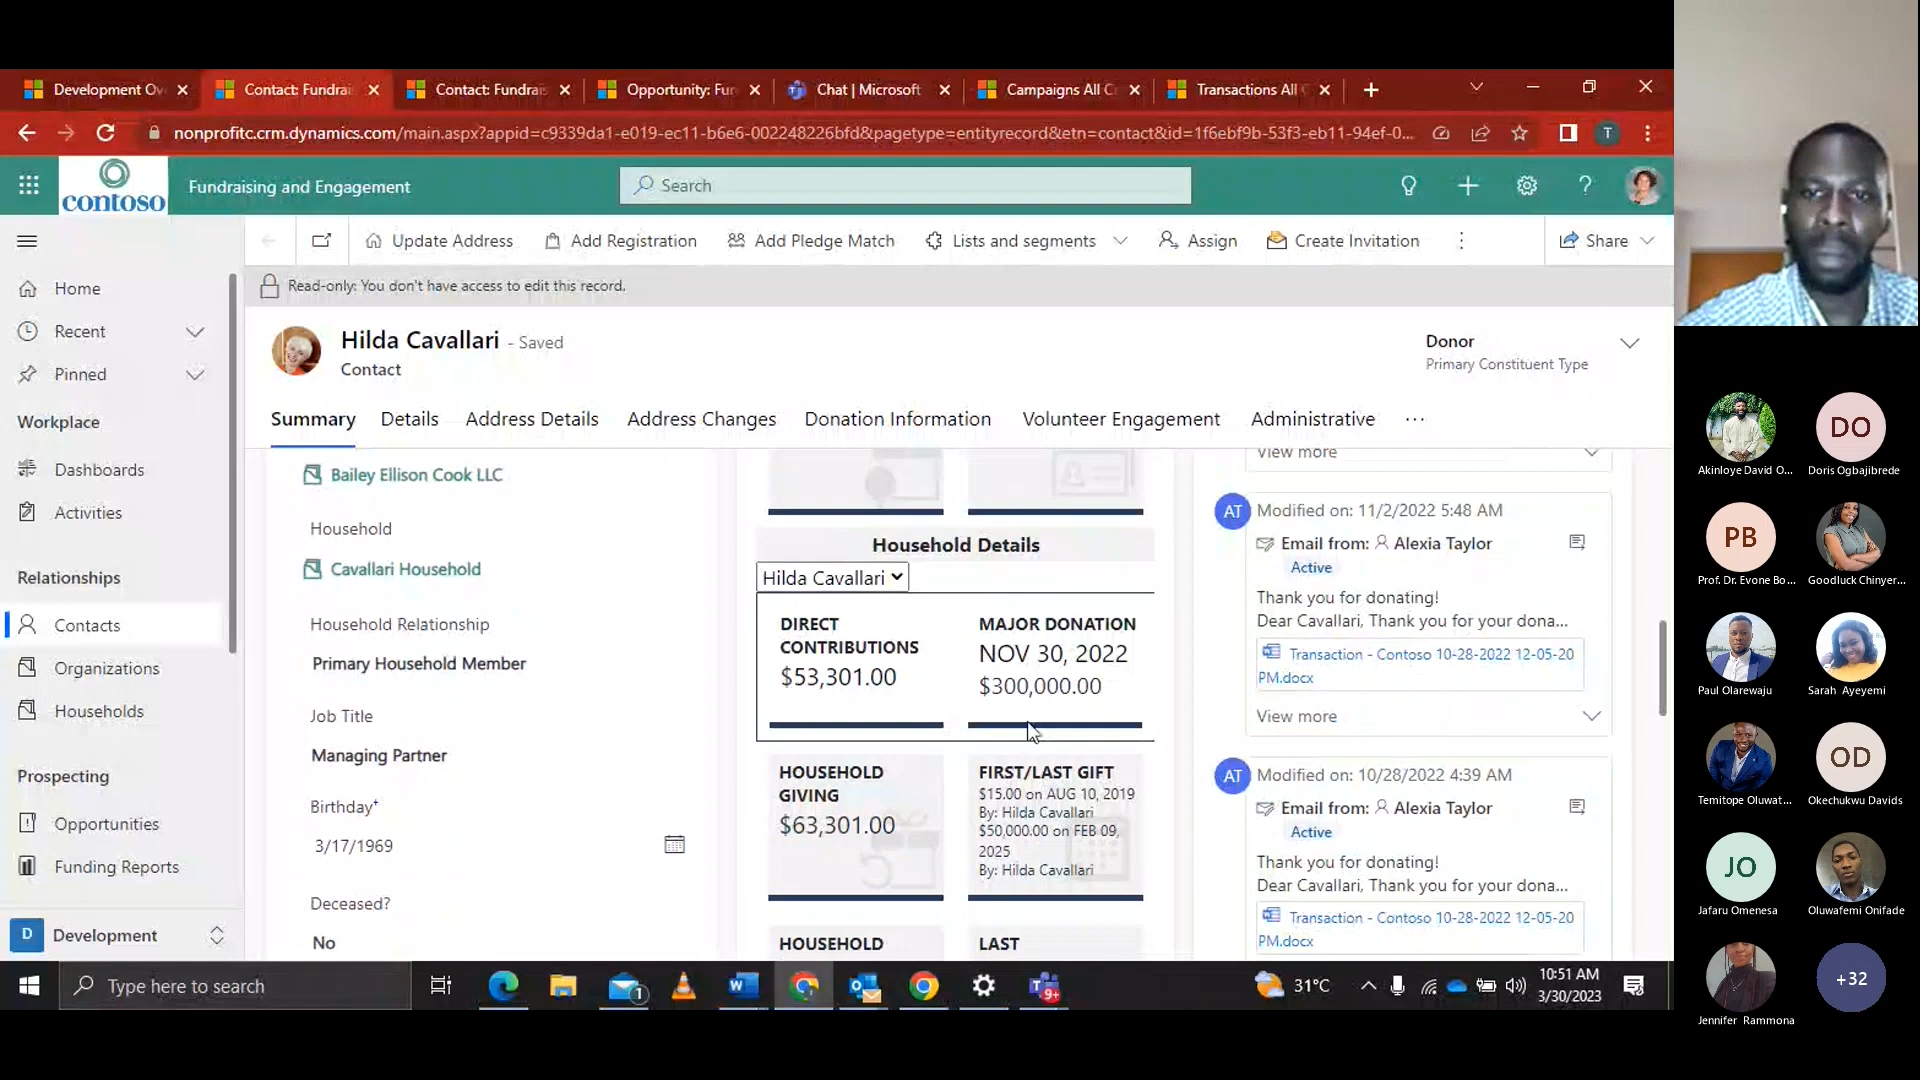 Development Ov
Contact: Fundrai
Contact: Fundrai
Opportunity: Fun
Chat | Microsoft
Campaigns All C
Transactions All
nonprofitc.crm.dynamics.com/main.aspx?appid=c9339da1-e019-ec11-b6e6-002248226bfd&pagetype=entityrecord&etn=contact&id=1f6ebf9b-53f3-eb11-94ef-0...
T
contoso
Fundraising and Engagement
Search
Update Address
Add Registration
Add Pledge Match
Lists and segments
Assign
Create Invitation
Share
Read-only: You don't have access to edit this record.
Home
Recent
Pinned
Workplace
Dashboards
Activities
Relationships
Contacts
Organizations
Households
Prospecting
Opportunities
Funding Reports
D
Development
Hilda Cavallari - Saved
Contact
Donor
Primary Constituent Type
Summary
Details
Address Details
Address Changes
Donation Information
Volunteer Engagement
Administrative
Bailey Ellison Cook LLC
Household
Cavallari Household
Household Relationship
Primary Household Member
Job Title
Managing Partner
Birthday+
3/17/1969
Deceased?
No
Household Details
Hilda Cavallari
DIRECT
CONTRIBUTIONS
$53,301.00
MAJOR DONATION
NOV 30, 2022
$300,000.00
HOUSEHOLD
GIVING
$63,301.00
FIRST/LAST GIFT
$15.00 on AUG 10, 2019
By: Hilda Cavallari
$50,000.00 on FEB 09,
2025
By: Hilda Cavallari
HOUSEHOLD
LAST
View more
AT
Modified on: 11/2/2022 5:48 AM
Email from: Alexia Taylor
Active
Thank you for donating!
Dear Cavallari, Thank you for your dona...
Transaction - Contoso 10-28-2022 12-05-20
PM.docx
View more
AT
Modified on: 10/28/2022 4:39 AM
Email from: Alexia Taylor
Active
Thank you for donating!
Dear Cavallari, Thank you for your dona...
Transaction - Contoso 10-28-2022 12-05-20
PM.docx
Type here to search
1
9+
31°C
10:51 AM
3/30/2023
Akinloye David O...
DO
Doris Ogbajibrede
PB
Prof. Dr. Evone Bo...
Goodluck Chinyer...
Paul Olarewaju
Sarah Ayeyemi
Temitope Oluwat...
OD
Okechukwu Davids
JO
Jafaru Omenesa
Oluwafemi Onifade
Jennifer Rammona
+32